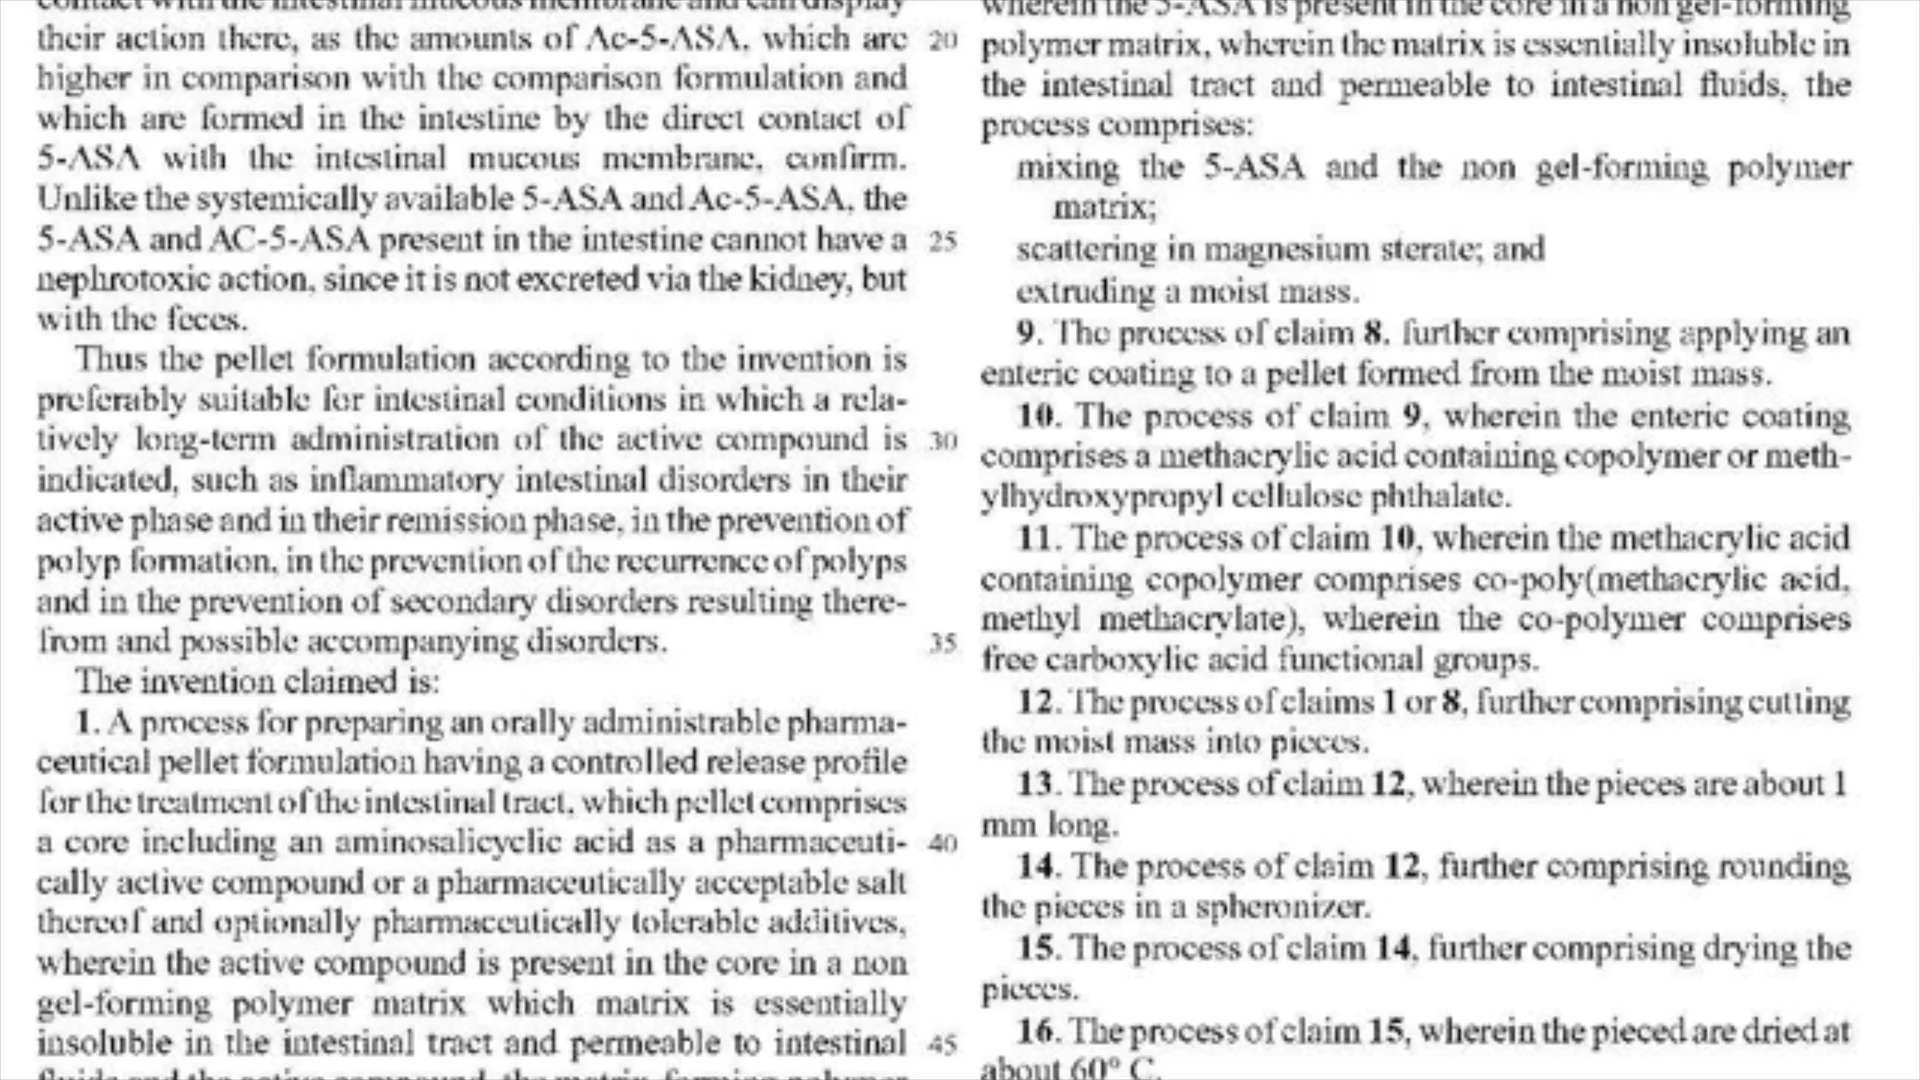 contact with the intestinal mucous membrane and can display
their action there, as the amounts of Ac-5-ASA, which are
higher in comparison with the comparison formulation and
which are formed in the intestine by the direct contact of
5-ASA with the intestinal mucous membrane, confirm.
Unlike the systemically available 5-ASA and Ac-5-ASA, the
5-ASA and AC-5-ASA present in the intestine cannot have a
nephrotoxic action, since it is not excreted via the kidney, but
with the feces.
Thus the pellet formulation according to the invention is
preferably suitable for intestinal conditions in which a rela-
tively long-term administration of the active compound is
indicated, such as inflammatory intestinal disorders in their
active phase and in their remission phase, in the prevention of
polyp formation, in the prevention of the recurrence of polyps
and in the prevention of secondary disorders resulting there-
from and possible accompanying disorders.
The invention claimed is:
1. A process for preparing an orally administrable pharma-
ceutical pellet formulation having a controlled release profile
for the treatment of the intestinal tract, which pellet comprises
a core including an aminosalicyclic acid as a pharmaceuti-
cally active compound or a pharmaceutically acceptable salt
thereof and optionally pharmaceutically tolerable additives,
wherein the active compound is present in the core in a non
gel-forming polymer matrix which matrix is essentially
insoluble in the intestinal tract and permeable to intestinal
fluids and the active compound, the matrix-forming polymer
20
25
30
35
40
45
wherein the 5-ASA is present in the core in a non gel-forming
polymer matrix, wherein the matrix is essentially insoluble in
the intestinal tract and permeable to intestinal fluids, the
process comprises:
mixing the 5-ASA and the non gel-forming polymer
matrix;
scattering in magnesium sterate; and
extruding a moist mass.
9. The process of claim 8, further comprising applying an
enteric coating to a pellet formed from the moist mass.
10. The process of claim 9, wherein the enteric coating
comprises a methacrylic acid containing copolymer or meth-
ylhydroxypropyl cellulose phthalate.
11. The process of claim 10, wherein the methacrylic acid
containing copolymer comprises co-poly(methacrylic acid,
methyl methacrylate), wherein the co-polymer comprises
free carboxylic acid functional groups.
12. The process of claims 1 or 8, further comprising cutting
the moist mass into pieces.
13. The process of claim 12, wherein the pieces are about 1
mm long.
14. The process of claim 12, further comprising rounding
the pieces in a spheronizer.
15. The process of claim 14, further comprising drying the
pieces.
16. The process of claim 15, wherein the pieced are dried at
about 60° C.